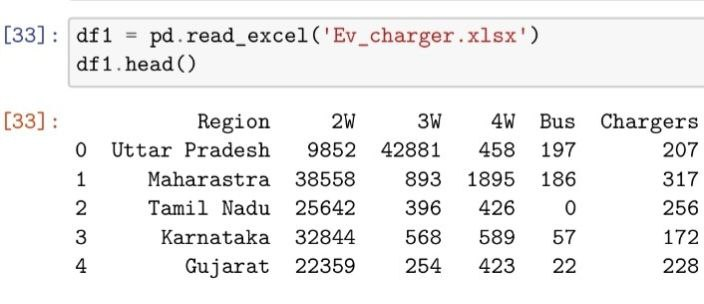 [33]: df1 = pd.read_excel('Ev_charger.xlsx')
df1.head()
[33]: Region 2W 3W 4W Bus Chargers
0 Uttar Pradesh 9852 42881 458 197 207
1 Maharastra 38558 893 1895 186 317
2 Tamil Nadu 25642 396 426 0 256
3 Karnataka 32844 568 589 57 172
4 Gujarat 22359 254 423 22 228